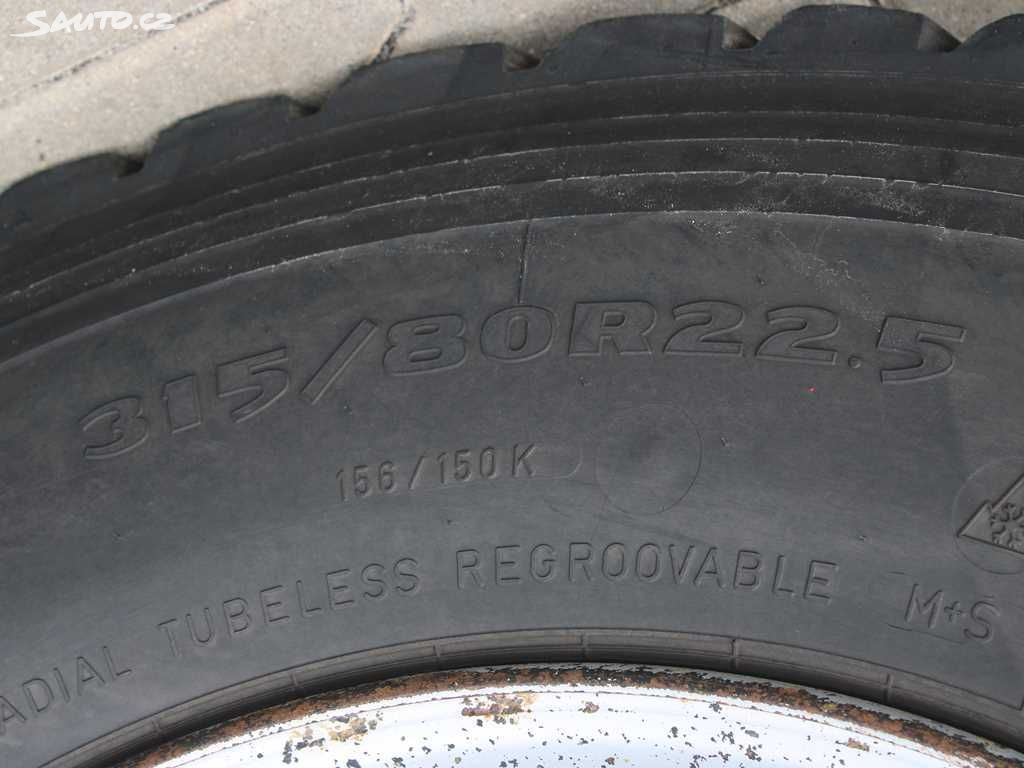 SAUTO.CZ
315/80R22.5
156/150K
ADIAL TUBELESS REGROOVABLE M+S